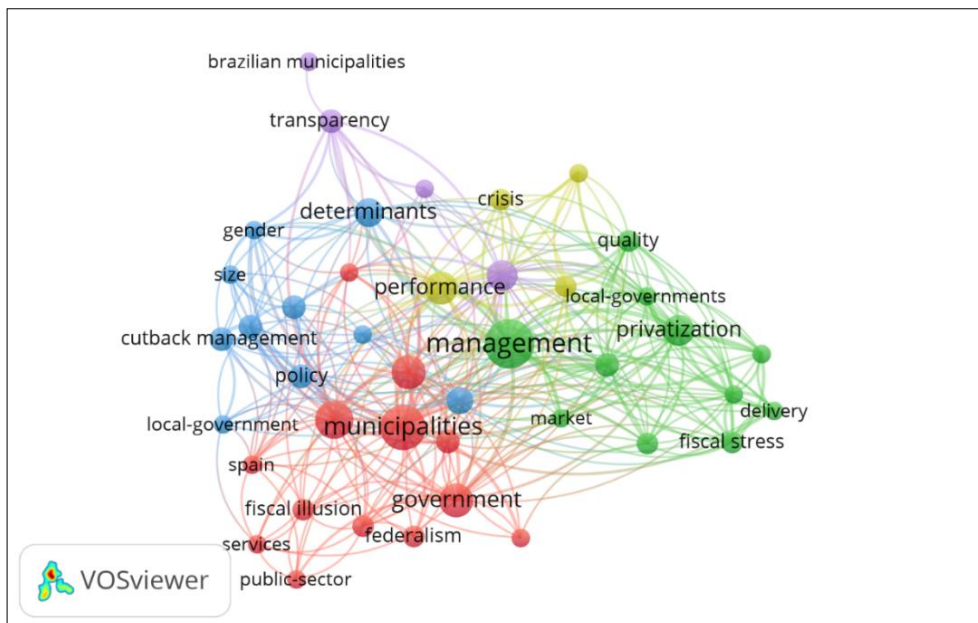 brazilian municipalities
transparency
crisis
determinants
gender
quality
size
performance
local-governments
privatization
cutback management
management
policy
market
delivery
local-government
municipalities
fiscal stress
spain
government
fiscal illusion
federalism
services
public-sector
VOSviewer